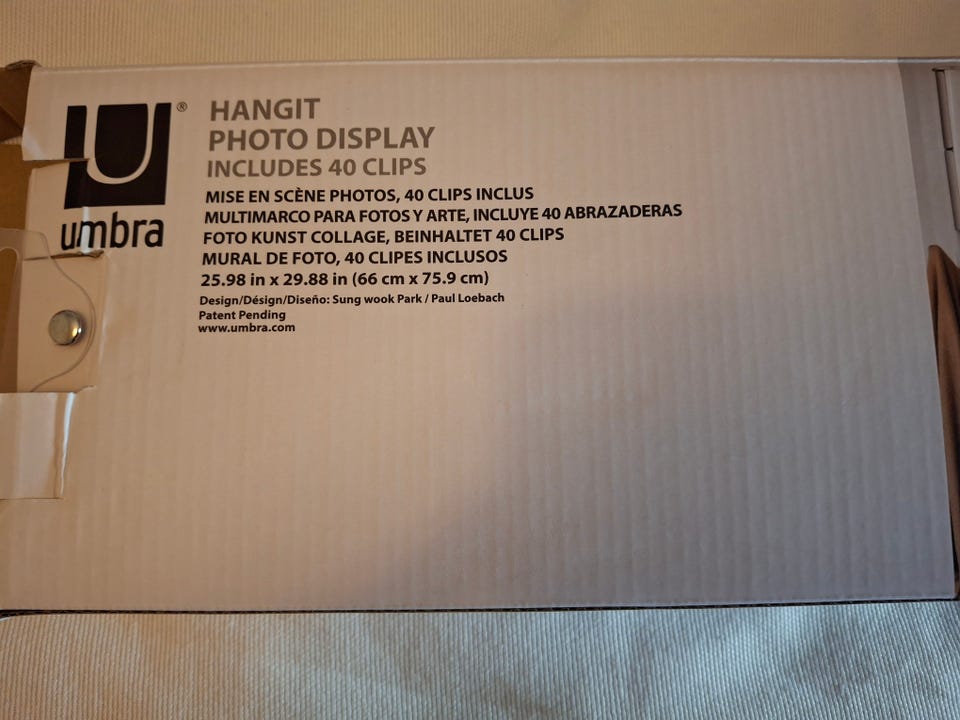 umbra®
HANGIT
PHOTO DISPLAY
INCLUDES 40 CLIPS
MISE EN SCÈNE PHOTOS, 40 CLIPS INCLUS
MULTIMARCO PARA FOTOS Y ARTE, INCLUYE 40 ABRAZADERAS
FOTO KUNST COLLAGE, BEINHALTET 40 CLIPS
MURAL DE FOTO, 40 CLIPES INCLUSOS
25.98 in x 29.88 in (66 cm x 75.9 cm)
Design/Désign/Diseño: Sung wook Park / Paul Loebach
Patent Pending
www.umbra.com